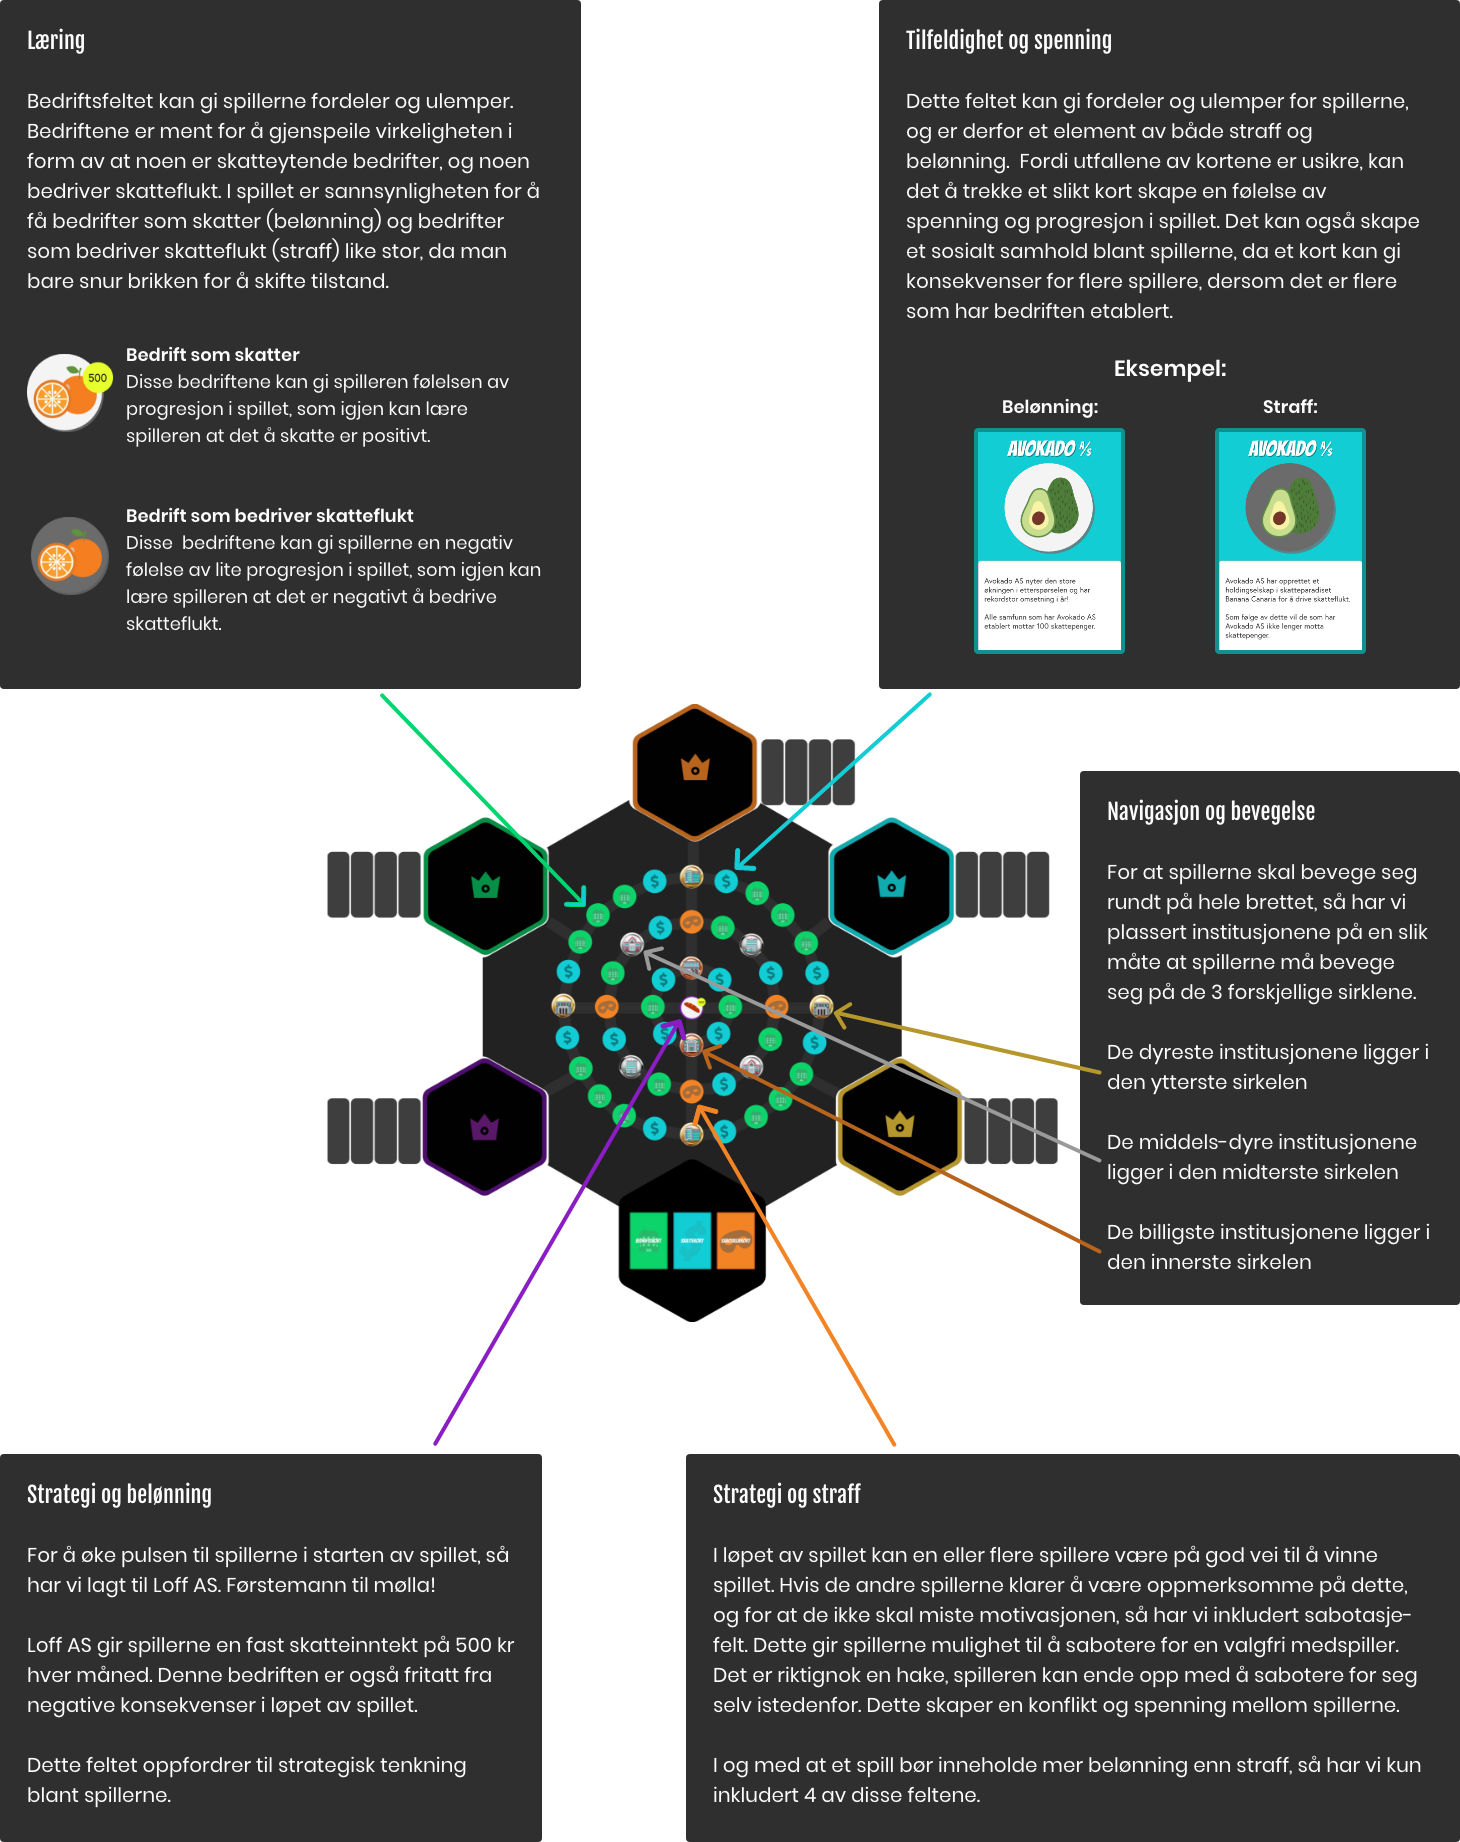 Læring
Bedriftsfeltet kan gi spillerne fordeler og ulemper.
Bedriftene er ment for å gjenspeile virkeligheten i
form av at noen er skatteytende bedrifter, og noen
bedriver skatteflukt. I spillet er sannsynligheten for å
få bedrifter som skatter (belønning) og bedrifter
som bedriver skatteflukt (straff) like stor, da man
bare snur brikken for å skifte tilstand.
500
Bedrift som skatter
Disse bedriftene kan gi spilleren følelsen av
progresjon i spillet, som igjen kan lære
spilleren at det å skatte er positivt.
Bedrift som bedriver skatteflukt
Disse  bedriftene kan gi spillerne en negativ
følelse av lite progresjon i spillet, som igjen kan
lære spilleren at det er negativt å bedrive
skatteflukt.
Tilfeldighet og spenning
Dette feltet kan gi fordeler og ulemper for spillerne,
og er derfor et element av både straff og
belønning.  Fordi utfallene av kortene er usikre, kan
det å trekke et slikt kort skape en følelse av
spenning og progresjon i spillet. Det kan også skape
et sosialt samhold blant spillerne, da et kort kan gi
konsekvenser for flere spillere, dersom det er flere
som har bedriften etablert.
Eksempel:
Belønning:
AVOKADO A/S
Avokado AS nyter den store
økningen i etterspørselen og har
rekordstor omsetning i år!
Alle samfunn som har Avokado AS
etablert mottar 100 skattepenger.
Straff:
AVOKADO A/S
Avokado AS har opprettet et
holdingselskap i skatteparadiset
Banana Canaria for å drive skatteflukt.
Som følge av dette vil de som har
Avokado AS ikke lenger motta
skattepenger.
Navigasjon og bevegelse
For at spillerne skal bevege seg
rundt på hele brettet, så har vi
plassert institusjonene på en slik
måte at spillerne må bevege
seg på de 3 forskjellige sirklene.
De dyreste institusjonene ligger i
den ytterste sirkelen
De middels-dyre institusjonene
ligger i den midterste sirkelen
De billigste institusjonene ligger i
den innerste sirkelen
Strategi og belønning
For å øke pulsen til spillerne i starten av spillet, så
har vi lagt til Loff AS. Førstemann til mølla!
Loff AS gir spillerne en fast skatteinntekt på 500 kr
hver måned. Denne bedriften er også fritatt fra
negative konsekvenser i løpet av spillet.
Dette feltet oppfordrer til strategisk tenkning
blant spillerne.
Strategi og straff
I løpet av spillet kan en eller flere spillere være på god vei til å vinne
spillet. Hvis de andre spillerne klarer å være oppmerksomme på dette,
og for at de ikke skal miste motivasjonen, så har vi inkludert sabotasje-
felt. Dette gir spillerne mulighet til å sabotere for en valgfri medspiller.
Det er riktignok en hake, spilleren kan ende opp med å sabotere for seg
selv istedenfor. Dette skaper en konflikt og spenning mellom spillerne.
I og med at et spill bør inneholde mer belønning enn straff, så har vi kun
inkludert 4 av disse feltene.